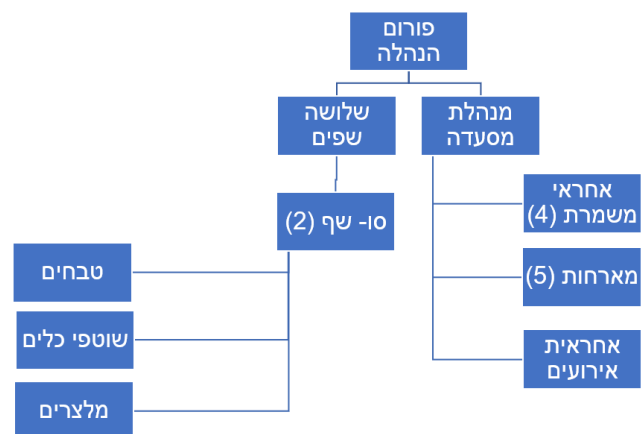 פורום
הנהלה
מנהלת
מסעדה
שלושה
שפים
אחראי
משמרת (4)
מארחות (5)
אחראית
אירועים
סו- שף (2)
טבחים
שוטפי כלים
מלצרים